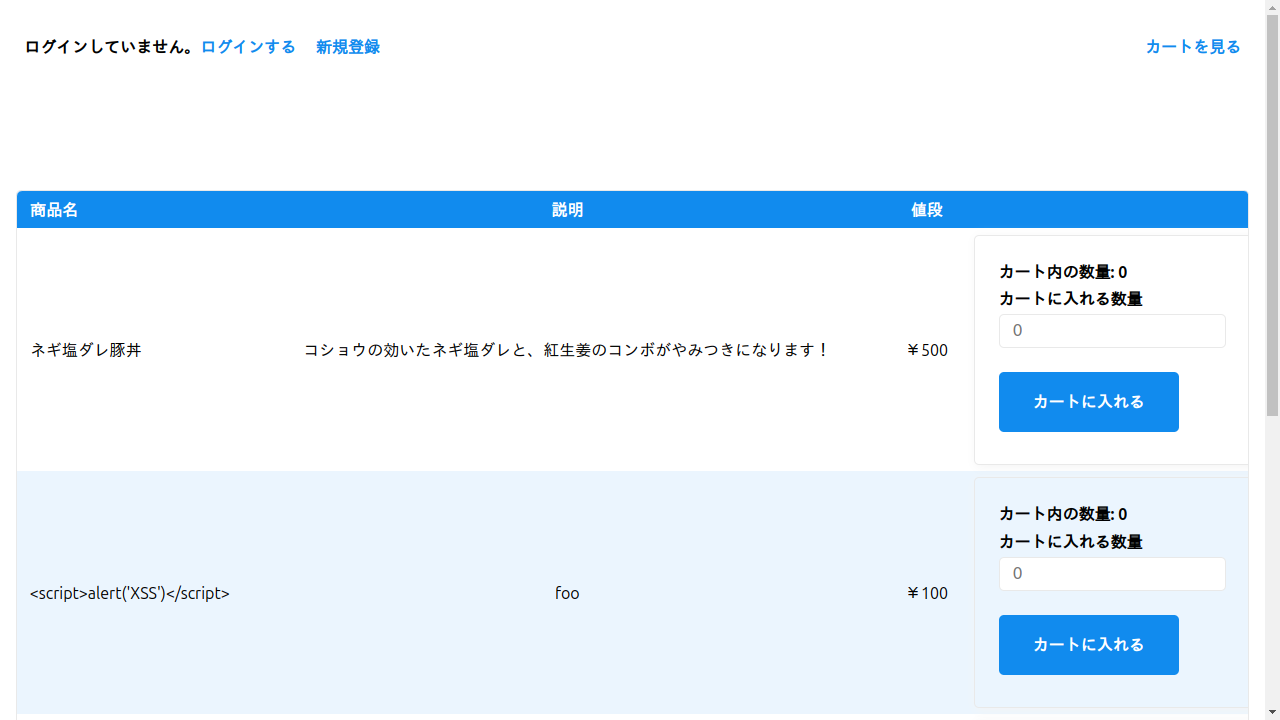 ログインしていません。ログインする 新規登録 カートを見る
商品名 説明 値段
カート内の数量: 0
カートに入れる数量
0
ネギ塩ダレ豚丼 コショウの効いたネギ塩ダレと、紅生姜のコンボがやみつきになります！ ￥500
カートに入れる
カート内の数量: 0
カートに入れる数量
0
<script>alert('XSS')</script> foo ￥100
カートに入れる